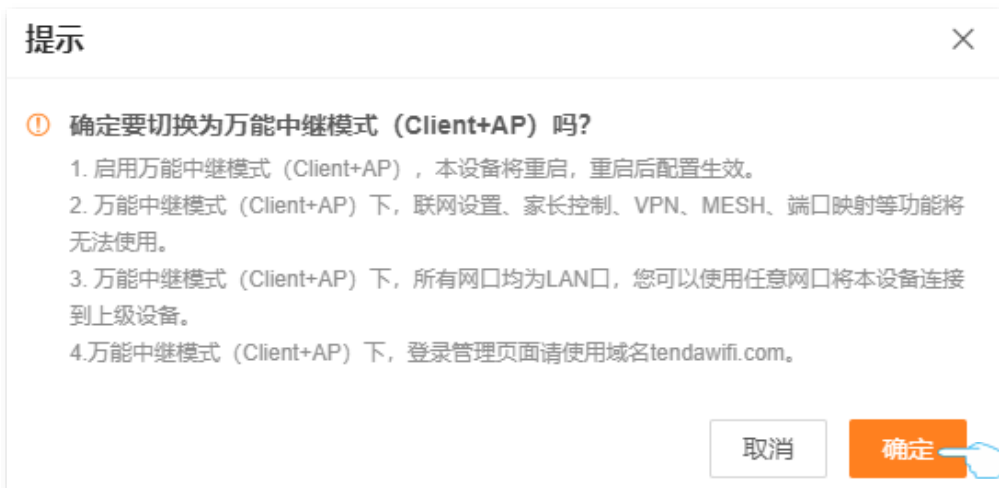 提示
确定要切换为万能中继模式（Client+AP）吗？
1. 启用万能中继模式（Client+AP），本设备将重启，重启后配置生效。
2. 万能中继模式（Client+AP）下，联网设置、家长控制、VPN、MESH、端口映射等功能将
无法使用。
3. 万能中继模式（Client+AP）下，所有网口均为LAN口，您可以使用任意网口将本设备连接
到上级设备。
4.万能中继模式（Client+AP）下，登录管理页面请使用域名tendawifi.com。
取消
确定